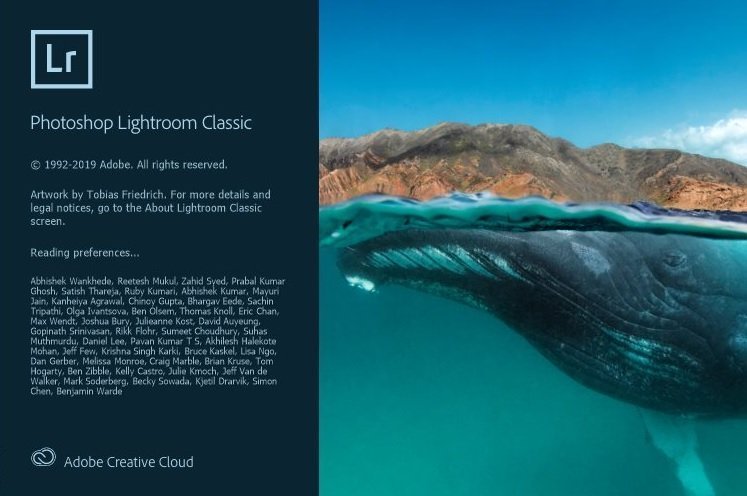 Lr
Photoshop Lightroom Classic
© 1992-2019 Adobe. All rights reserved.
Artwork by Tobias Friedrich. For more details and
legal notices, go to the About Lightroom Classic
screen.
Reading preferences...
Abhishek Wankhede, Reetesh Mukul, Zahid Syed, Prabal Kumar
Ghosh, Satish Thareja, Ruby Kumari, Abhishek Kumar, Mayuri
Jain, Kanheiya Agrawal, Chinoy Gupta, Bhargav Eede, Sachin
Tripathi, Olga Ivantsova, Ben Olsem, Thomas Knoll, Eric Chan,
Max Wendt, Joshua Bury, Julieanne Kost, David Auyeung,
Gopinath Srinivasan, Rikk Flohr, Sumeet Choudhury, Suhas
Muthmurdu, Daniel Lee, Pavan Kumar T S, Akhilesh Halekote
Mohan, Jeff Few, Krishna Singh Karki, Bruce Kaskel, Lisa Ngo,
Dan Gerber, Melissa Monroe, Craig Marble, Brian Kruse, Tom
Hogarty, Ben Zibble, Kelly Castro, Julie Kmoch, Jeff Van de
Walker, Mark Soderberg, Becky Sowada, Kjetil Drarvik, Simon
Chen, Benjamin Warde
Adobe Creative Cloud